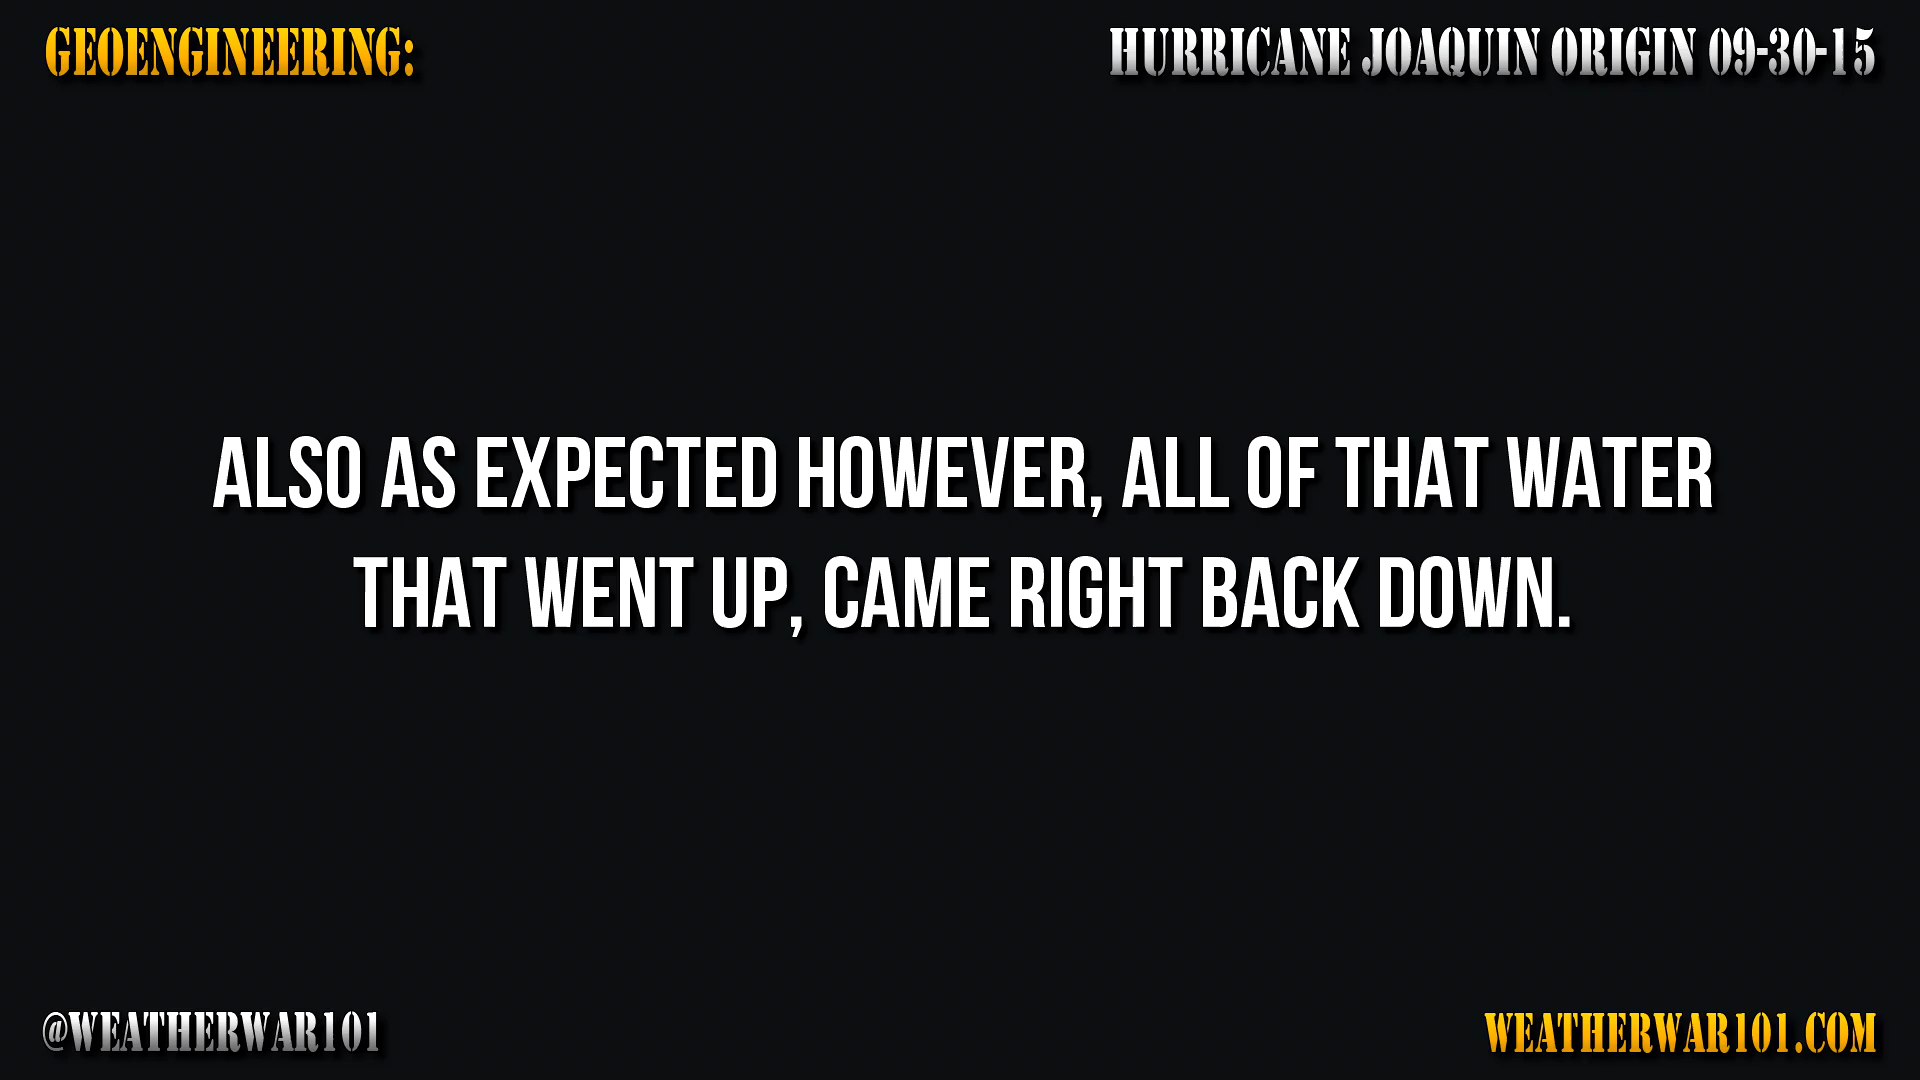 GEOENGINEERING:
HURRICANE JOAQUIN ORIGIN 09-30-15
ALSO AS EXPECTED HOWEVER, ALL OF THAT WATER
THAT WENT UP, CAME RIGHT BACK DOWN.
@WEATHERWAR101
WEATHERWAR101.COM